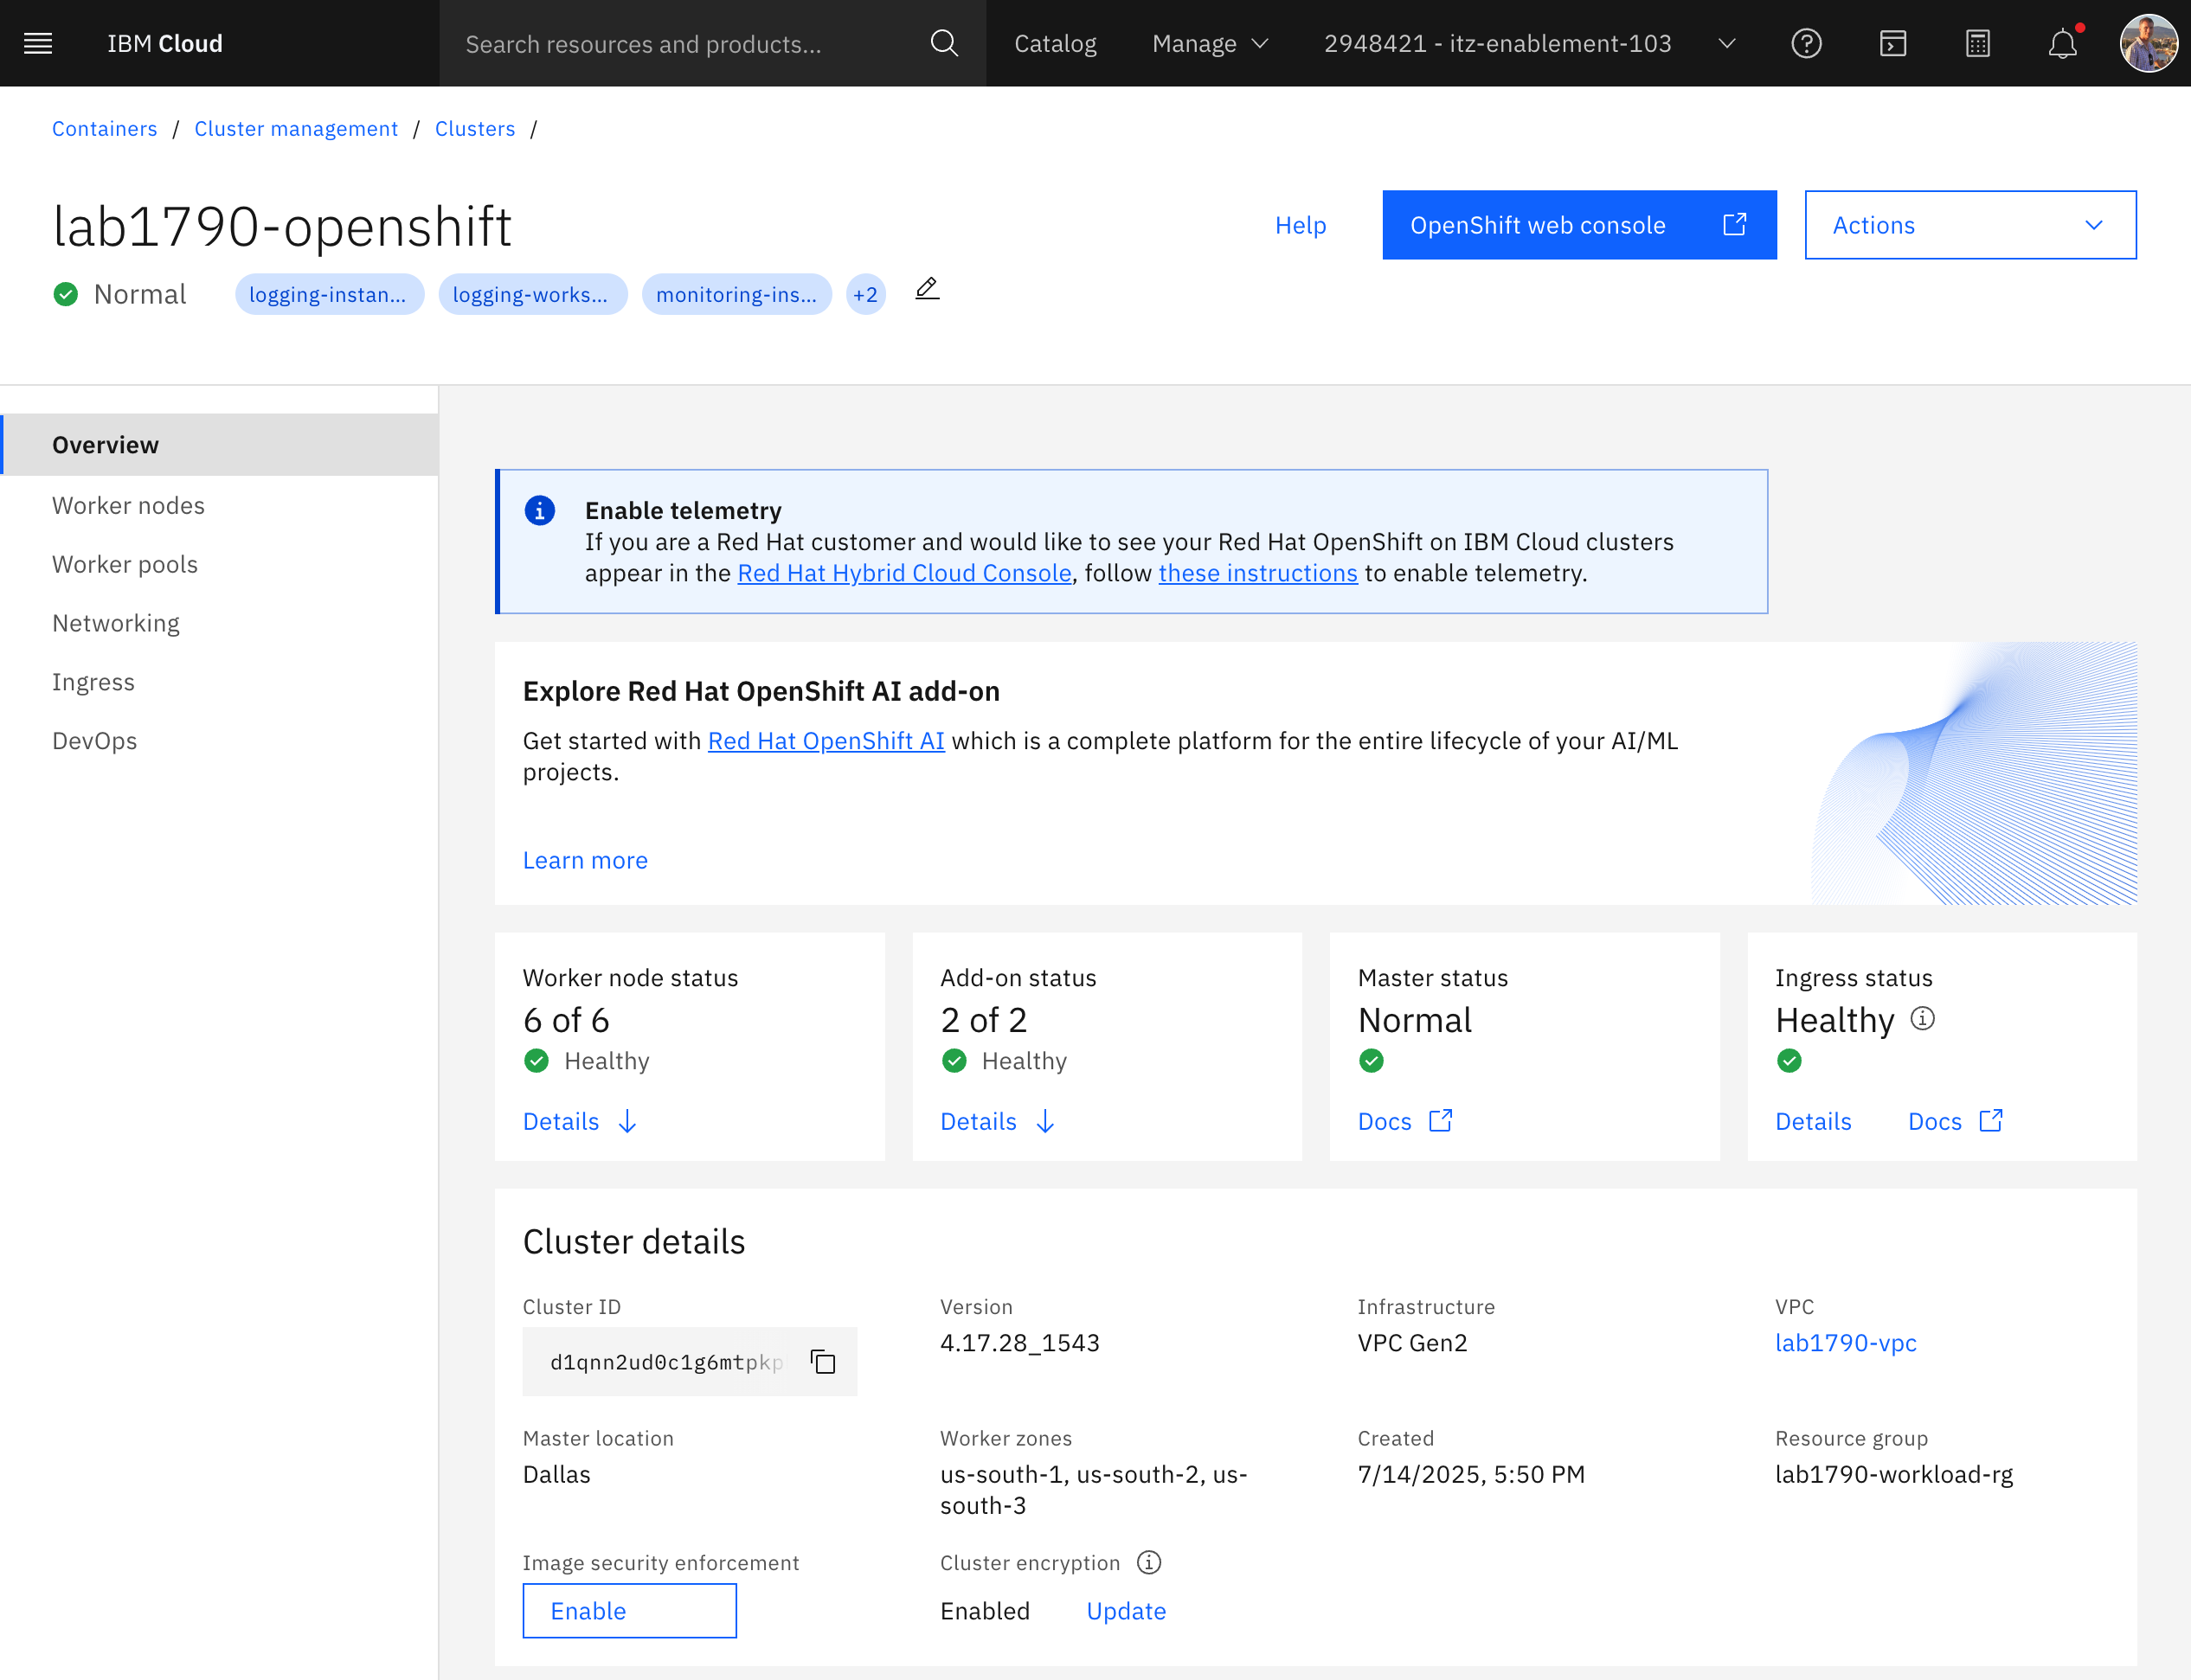 IBM Cloud
Search resources and products...
Catalog
Manage
2948421 - itz-enablement-103
Containers / Cluster management / Clusters /
lab1790-openshift
Help
OpenShift web console
Actions
Normal
logging-instan...
logging-works...
monitoring-ins...
+2
Overview
Worker nodes
Worker pools
Networking
Ingress
DevOps
Enable telemetry
If you are a Red Hat customer and would like to see your Red Hat OpenShift on IBM Cloud clusters
appear in the Red Hat Hybrid Cloud Console, follow these instructions to enable telemetry.
Explore Red Hat OpenShift AI add-on
Get started with Red Hat OpenShift AI which is a complete platform for the entire lifecycle of your AI/ML
projects.
Learn more
Worker node status
6 of 6
Healthy
Details
Add-on status
2 of 2
Healthy
Details
Master status
Normal
Docs
Ingress status
Healthy
Details
Docs
Cluster details
Cluster ID
d1qnn2ud0c1g6mtpkp
Version
4.17.28_1543
Infrastructure
VPC Gen2
VPC
lab1790-vpc
Master location
Dallas
Worker zones
us-south-1, us-south-2, us-
south-3
Created
7/14/2025, 5:50 PM
Resource group
lab1790-workload-rg
Image security enforcement
Enable
Cluster encryption
Enabled
Update